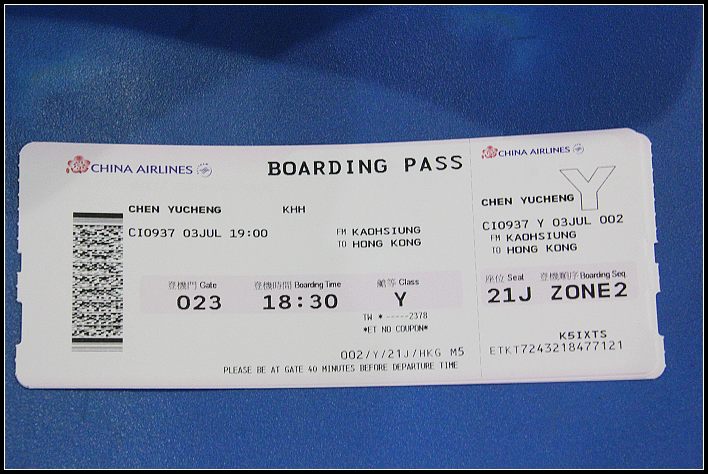 CHINA AIRLINES
BOARDING PASS
CHEN YUCHENG KHH
CI0937 03JUL 19:00
FM KAOHSIUNG
TO HONG KONG
登機門 Gate 登機時間 Boarding Time 艙等 Class
023 18:30 Y
TW *-----2378
*ET NO COUPON*
002/Y/21J/HKG M5
PLEASE BE AT GATE 40 MINUTES BEFORE DEPARTURE TIME
CHINA AIRLINES
Y
CHEN YUCHENG
CI0937 Y 03JUL 002
FM KAOHSIUNG
TO HONG KONG
座位 Seat 登機順序 Boarding Seq.
21J ZONE2
K5IXTS
ETKT7243218477121